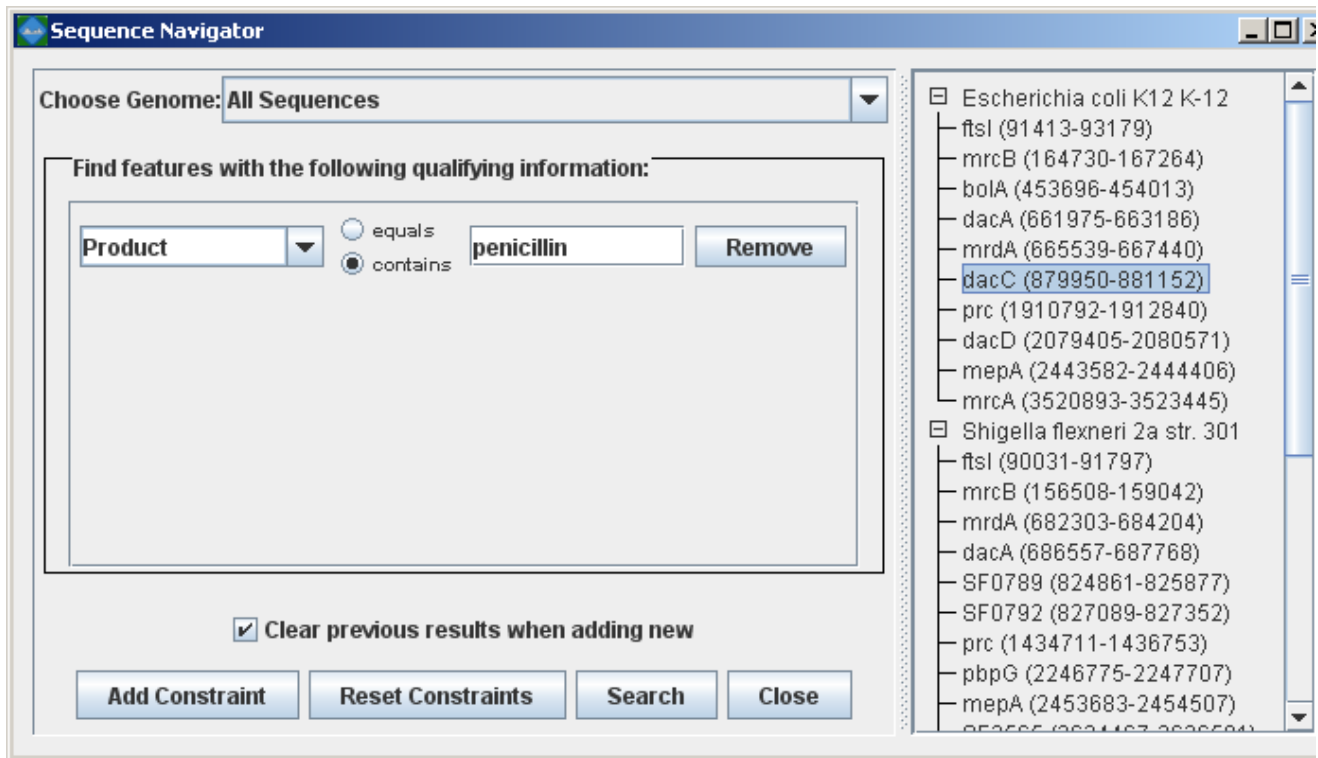 Sequence Navigator
Choose Genome: All Sequences
Find features with the following qualifying information:
Product
equals
contains
penicillin
Remove
Clear previous results when adding new
Add Constraint Reset Constraints Search Close
Escherichia coli K12 K-12
ftsI (91413-93179)
mrcB (164730-167264)
bolA (453696-454013)
dacA (661975-663186)
mrdA (665539-667440)
dacC (879950-881152)
prc (1910792-1912840)
dacD (2079405-2080571)
mepA (2443582-2444406)
mrcA (3520893-3523445)
Shigella flexneri 2a str. 301
ftsI (90031-91797)
mrcB (156508-159042)
mrdA (682303-684204)
dacA (686557-687768)
SF0789 (824861-825877)
SF0792 (827089-827352)
prc (1434711-1436753)
pbpG (2246775-2247707)
mepA (2453683-2454507)